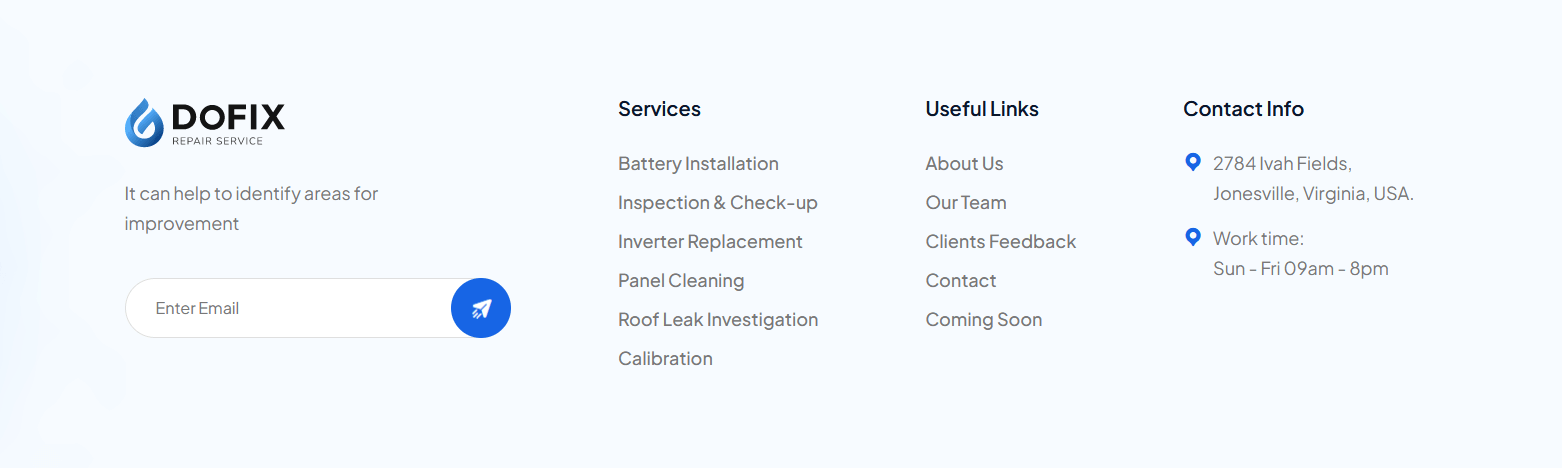 DOFIX
REPAIR SERVICE
It can help to identify areas for
improvement
Enter Email
Services
Battery Installation
Inspection & Check-up
Inverter Replacement
Panel Cleaning
Roof Leak Investigation
Calibration
Useful Links
About Us
Our Team
Clients Feedback
Contact
Coming Soon
Contact Info
2784 Ivah Fields,
Jonesville, Virginia, USA.
Work time:
Sun - Fri 09am - 8pm